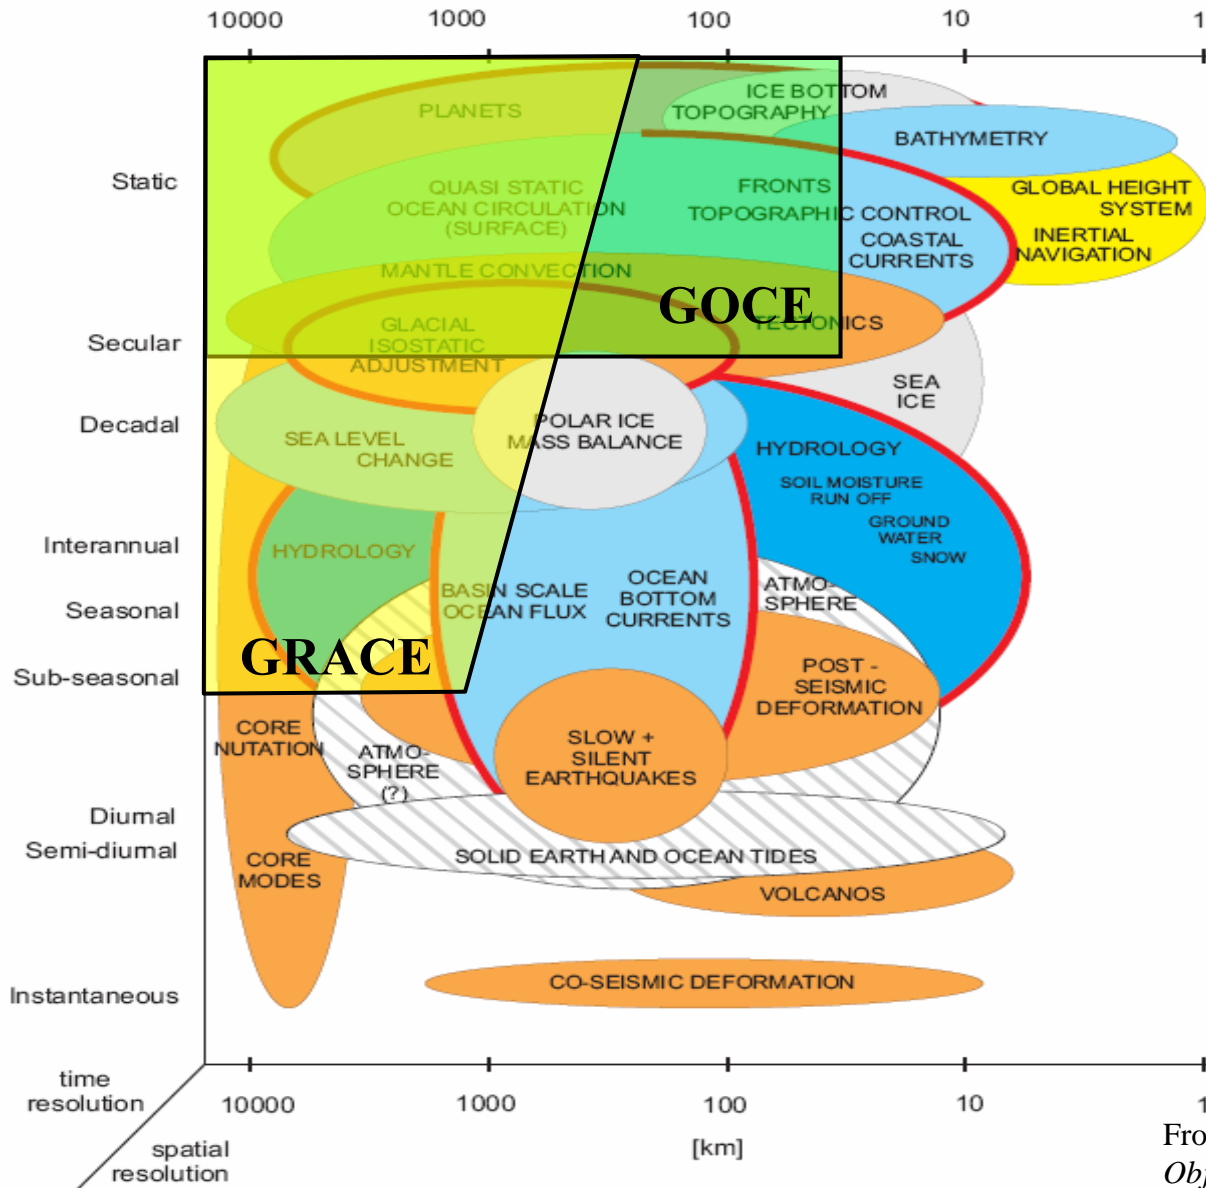 10000 1000 100 10 1
PLANETS
ICE BOTTOM
TOPOGRAPHY
BATHYMETRY
Static
QUASI STATIC
OCEAN CIRCULATION
(SURFACE)
FRONTS
TOPOGRAPHIC CONTROL
COASTAL
CURRENTS
GLOBAL HEIGHT
SYSTEM
INERTIAL
NAVIGATION
MANTLE CONVECTION
GOCE
TECTONICS
Secular
GLACIAL
ISOSTATIC
ADJUSTMENT
SEA
ICE
Decadal
POLAR ICE
MASS BALANCE
SEA LEVEL
CHANGE
HYDROLOGY
SOIL MOISTURE
RUN OFF
GROUND
WATER
SNOW
Interannual
HYDROLOGY
Seasonal
BASIN SCALE
OCEAN FLUX
OCEAN
BOTTOM
CURRENTS
ATMO-
SPHERE
GRACE
Sub-seasonal
POST -
SEISMIC
DEFORMATION
CORE
NUTATION
ATMO-
SPHERE
(?)
SLOW +
SILENT
EARTHQUAKES
Diurnal
Semi-diurnal
CORE
MODES
SOLID EARTH AND OCEAN TIDES
VOLCANOS
Instantaneous
CO-SEISMIC DEFORMATION
time
resolution
10000 1000 100 10 1
spatial
resolution
[km]
Fro
Obj